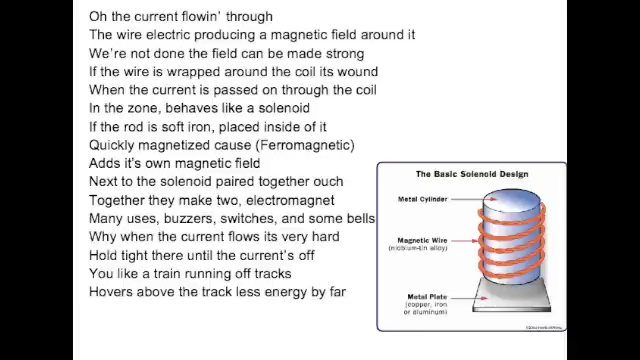 Oh the current flowin' through
The wire electric producing a magnetic field around it
We're not done the field can be made strong
If the wire is wrapped around the coil its wound
When the current is passed on through the coil
In the zone, behaves like a solenoid
If the rod is soft iron, placed inside of it
Quickly magnetized cause (Ferromagnetic)
Adds it's own magnetic field
Next to the solenoid paired together ouch
Together they make two, electromagnet
Many uses, buzzers, switches, and some bells
Why when the current flows its very hard
Hold tight there until the current's off
You like a train running off tracks
Hovers above the track less energy by far
The Basic Solenoid Design
Metal Cylinder
Magnetic Wire
(niobium-tin alloy)
Metal Plate
(copper, iron
or aluminum)